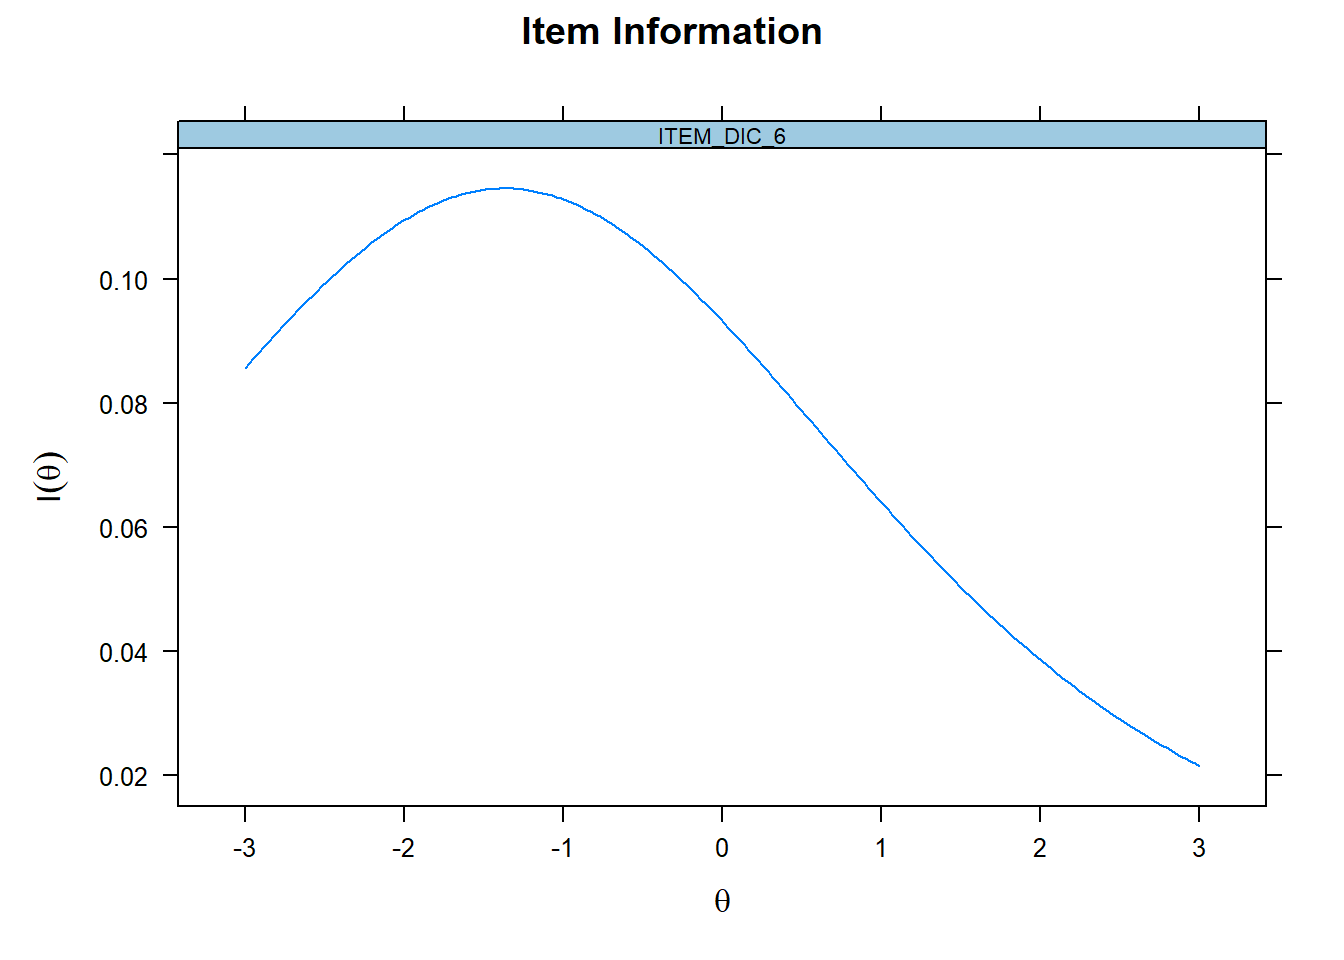 Item Information
ITEM_DIC_6
0.10
0.08
0.06
0.04
0.02
I(θ)
-3 -2 -1 0 1 2 3
θ